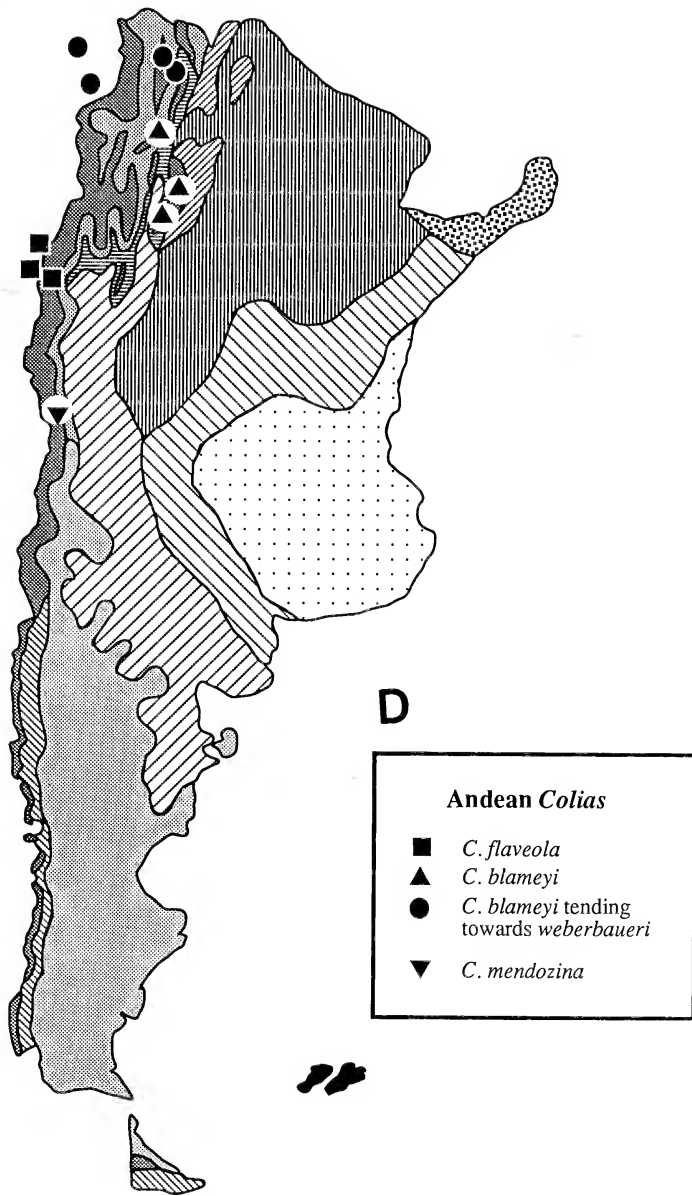 D
Andean Colias
C. flaveola
C. blameyi
C. blameyi tending
towards weberbaueri
C. mendozina